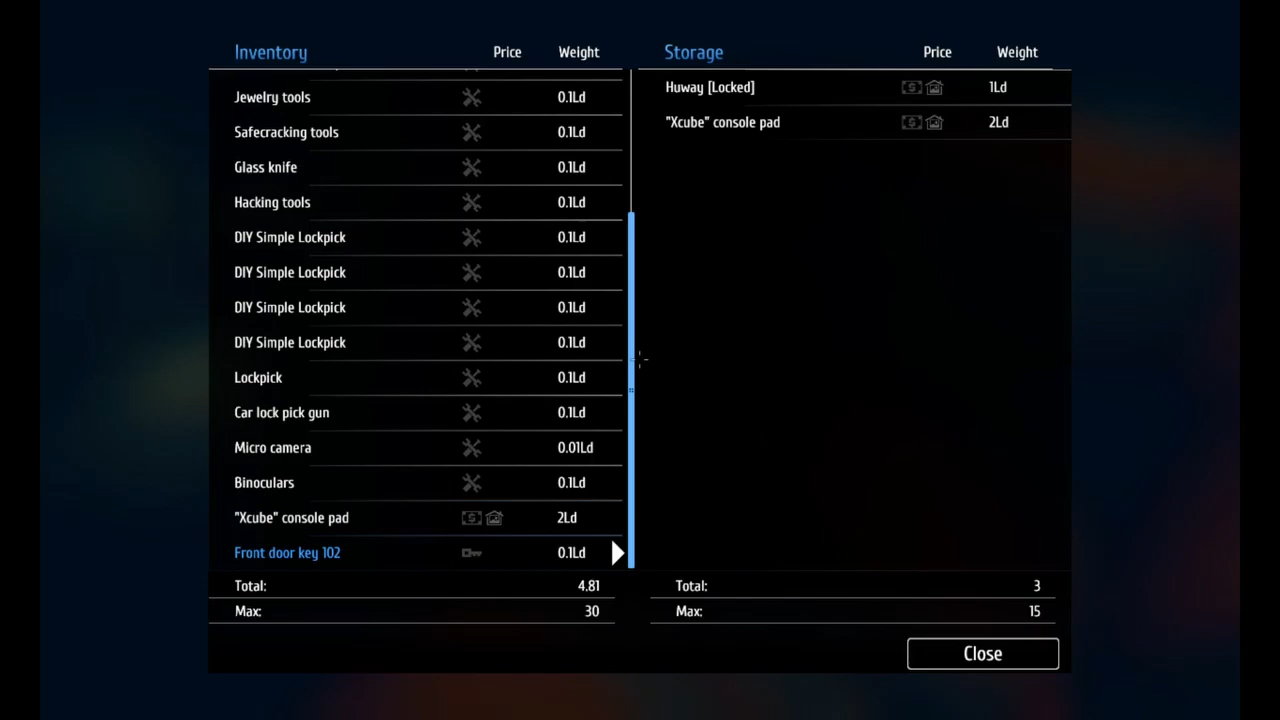 Inventory Price Weight
Jewelry tools 0.1Ld
Safecracking tools 0.1Ld
Glass knife 0.1Ld
Hacking tools 0.1Ld
DIY Simple Lockpick 0.1Ld
DIY Simple Lockpick 0.1Ld
DIY Simple Lockpick 0.1Ld
DIY Simple Lockpick 0.1Ld
Lockpick 0.1Ld
Car lock pick gun 0.1Ld
Micro camera 0.01Ld
Binoculars 0.1Ld
"Xcube" console pad 2Ld
Front door key 102 0.1Ld
Total: 4.81
Max: 30
Storage Price Weight
Huway [Locked] 1Ld
"Xcube" console pad 2Ld
Total: 3
Max: 15
Close